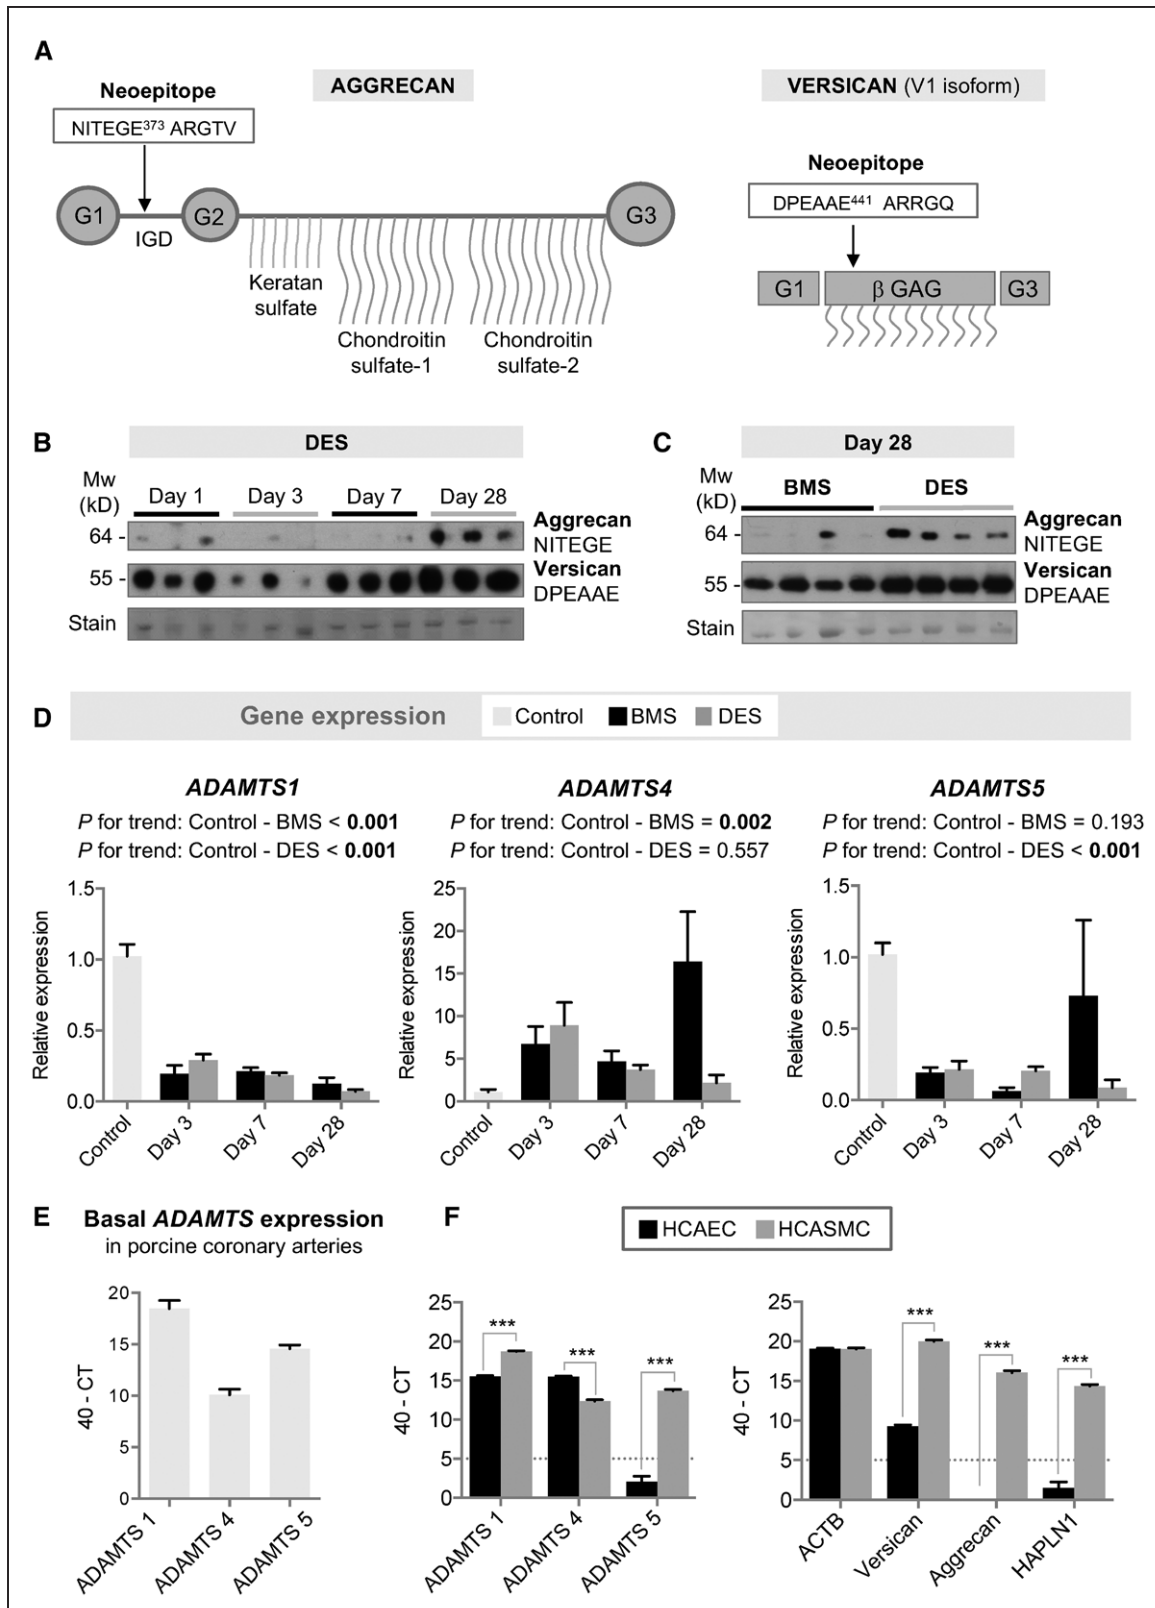 A
Neoepitope
NITEGE373 ARGTV
AGGRECAN
VERSICAN (V1 isoform)
Neoepitope
DPEAAE441 ARRGQ
G1
G2
G3
IGD
Keratan
sulfate
Chondroitin
sulfate-1
Chondroitin
sulfate-2
G1
β GAG
G3
B
DES
Mw
(kD)
Day 1
Day 3
Day 7
Day 28
64 -
Aggrecan
NITEGE
55 -
Versican
DPEAAE
Stain
C
Day 28
Mw
(kD)
BMS
DES
64 -
Aggrecan
NITEGE
55 -
Versican
DPEAAE
Stain
D
Gene expression
Control
BMS
DES
ADAMTS1
P for trend: Control - BMS < 0.001
P for trend: Control - DES < 0.001
Relative expression
1.5
1.0
0.5
0.0
Control
Day 3
Day 7
Day 28
ADAMTS4
P for trend: Control - BMS = 0.002
P for trend: Control - DES = 0.557
Relative expression
25
20
15
10
5
0
Control
Day 3
Day 7
Day 28
ADAMTS5
P for trend: Control - BMS = 0.193
P for trend: Control - DES < 0.001
Relative expression
1.5
1.0
0.5
0.0
Control
Day 3
Day 7
Day 28
E
Basal ADAMTS expression
in porcine coronary arteries
40 - CT
20
15
10
5
0
ADAMTS 1
ADAMTS 4
ADAMTS 5
F
HCAEC
HCASMC
40 - CT
25
20
15
10
5
0
***
***
***
ADAMTS 1
ADAMTS 4
ADAMTS 5
40 - CT
25
20
15
10
5
0
***
***
***
ACTB
Versican
Aggrecan
HAPLN1